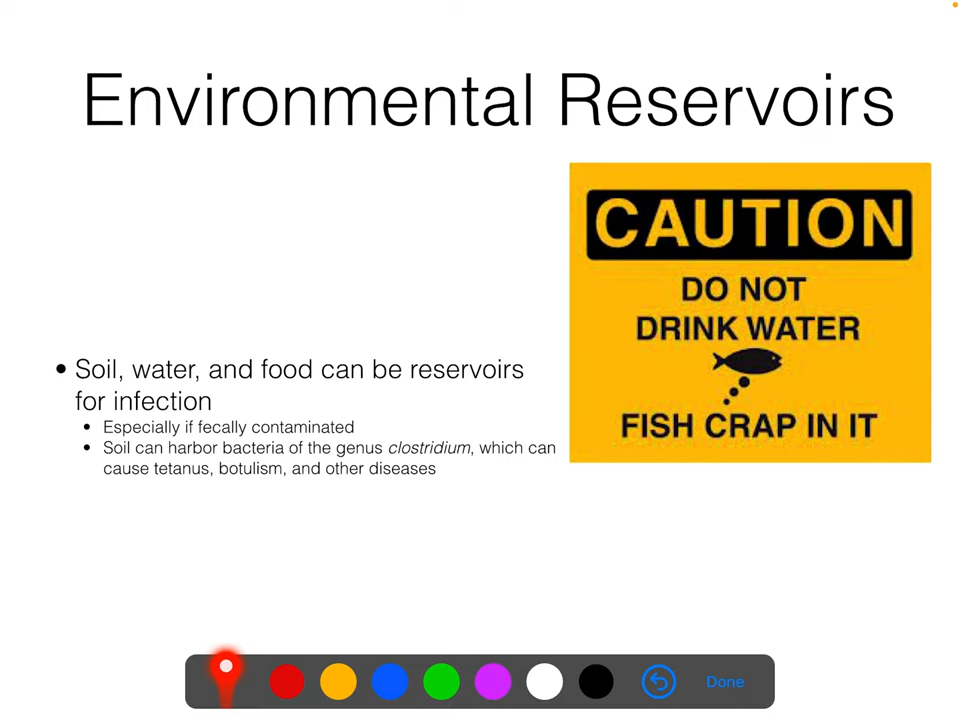 Environmental Reservoirs
CAUTION
DO NOT
DRINK WATER
FISH CRAP IN IT
• Soil, water, and food can be reservoirs
for infection
• Especially if fecally contaminated
• Soil can harbor bacteria of the genus clostridium, which can
cause tetanus, botulism, and other diseases
Done